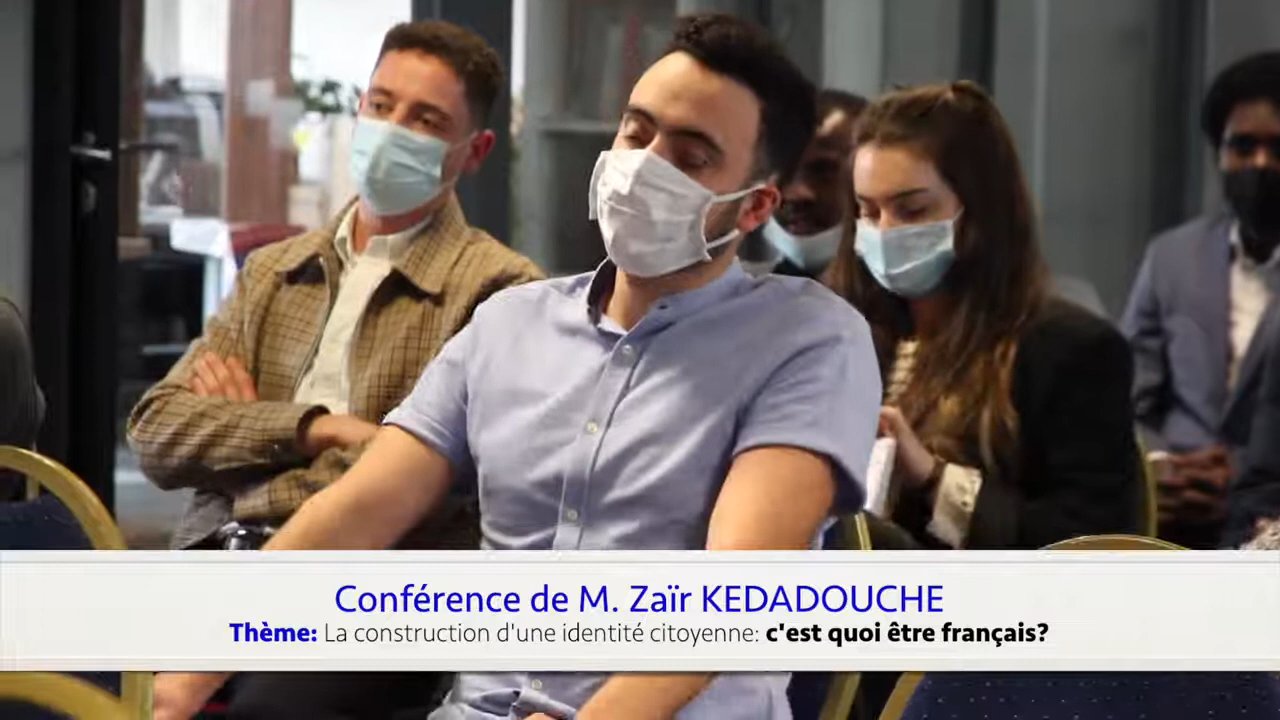 Conférence de M. Zaïr KEDADOUCHE
Thème: La construction d'une identité citoyenne: c'est quoi être français?